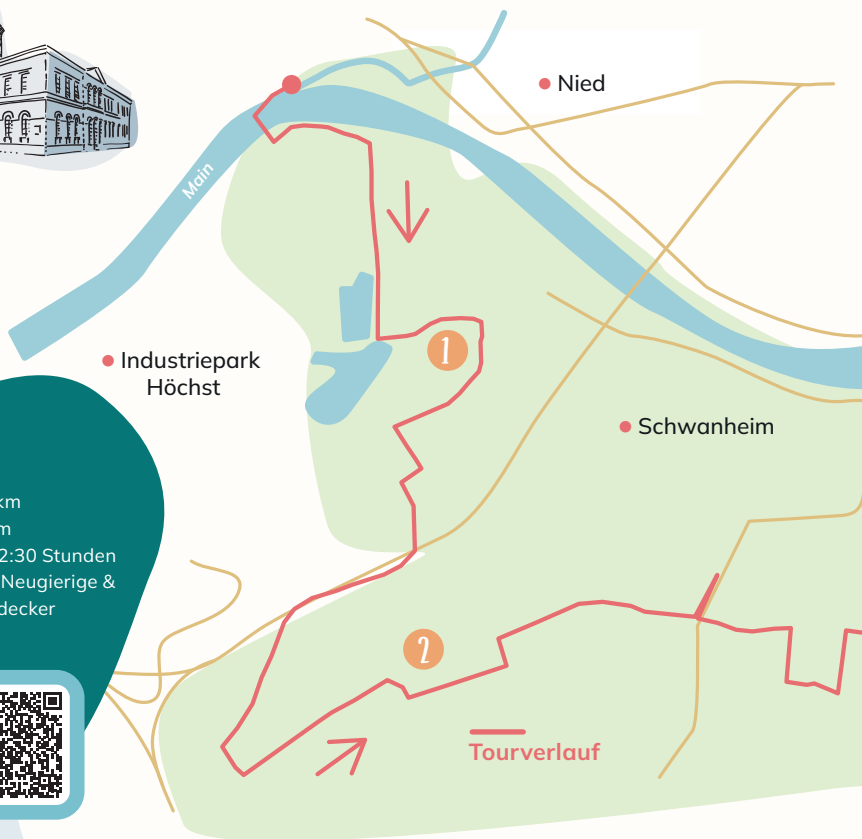 Nied
Main
Industriepark
Höchst
1
Schwanheim
km
m
2:30 Stunden
Neugierige &
decker
2
Tourverlauf